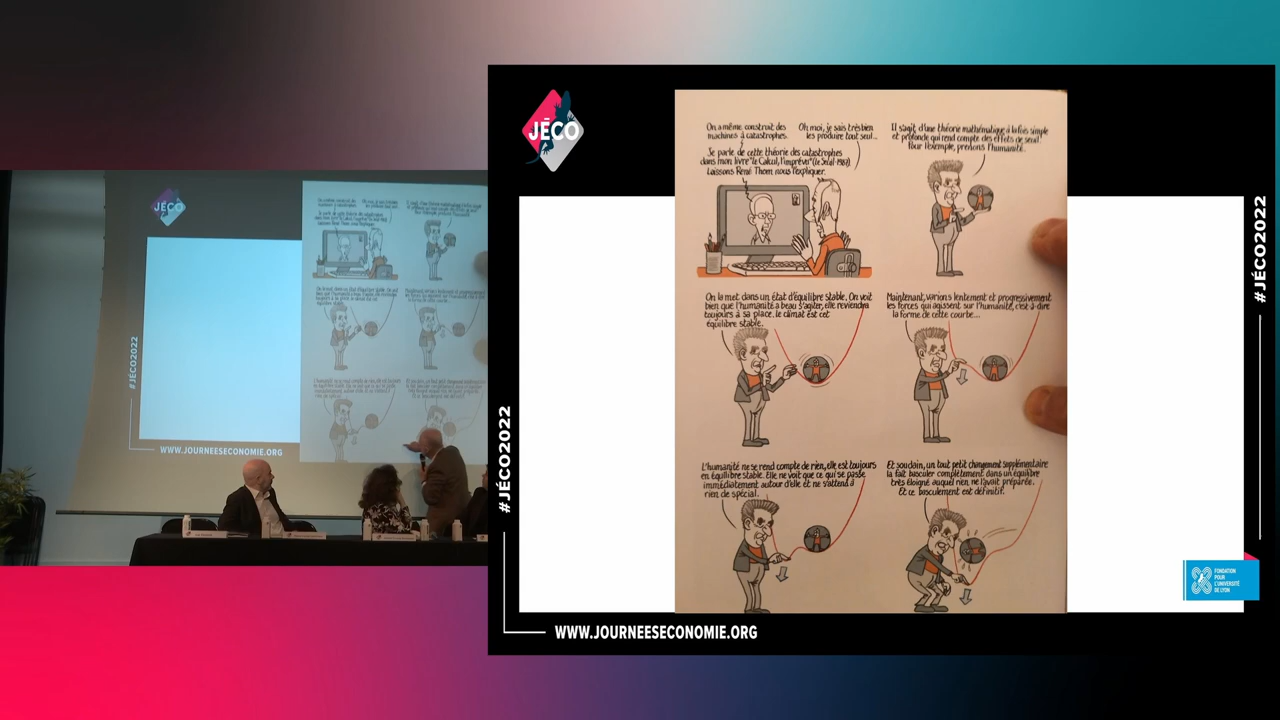 JÉCO
On a même construit des
machines à catastrophes.
Oh moi, je sais très bien
les produire tout seul...
Je parle de cette théorie des catastrophes
dans mon livre "le Calcul, l'imprévu" (le Seuil 1983)
Laissons René Thom nous l'expliquer.
Il s'agit d'une théorie mathématique à la fois simple
et profonde qui rend compte des effets de seuil.
Pour l'exemple, prenons l'humanité.
On la met dans un état d'équilibre stable. On voit
bien que l'humanité a beau s'agiter, elle reviendra
toujours à sa place. le climat est cet
équilibre stable.
Maintenant, varions lentement et progressivement
les forces qui agissent sur l'humanité, c'est à dire
la forme de cette courbe...
L'humanité ne se rend compte de rien, elle est toujours
en équilibre stable. Elle ne voit que ce qui se passe
immédiatement autour d'elle et ne s'attend à
rien de spécial.
Et soudain, un tout petit changement supplémentaire
la fait basculer complètement dans un équilibre
très éloigné auquel rien ne l'avait préparée.
Et ce basculement est définitif.
#JÉCO2022
#JÉCO2022
WWW.JOURNEESECONOMIE.ORG
FONDATION
POUR
L'UNIVERSITÉ
DE LYON
JÉCO
#JÉCO2022
WWW.JOURNEESECONOMIE.ORG